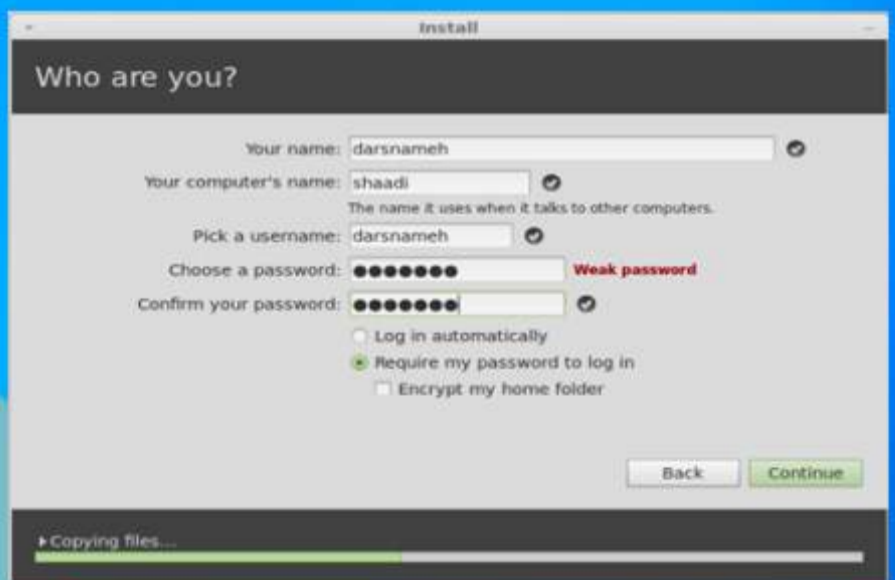 Install
Who are you?
Your name: darsnameh
Your computer's name: shaadi
The name it uses when it talks to other computers.
Pick a username: darsnameh
Choose a password: ●●●●●●● Weak password
Confirm your password: ●●●●●●●
Log in automatically
Require my password to log in
Encrypt my home folder
Back Continue
Copying files...